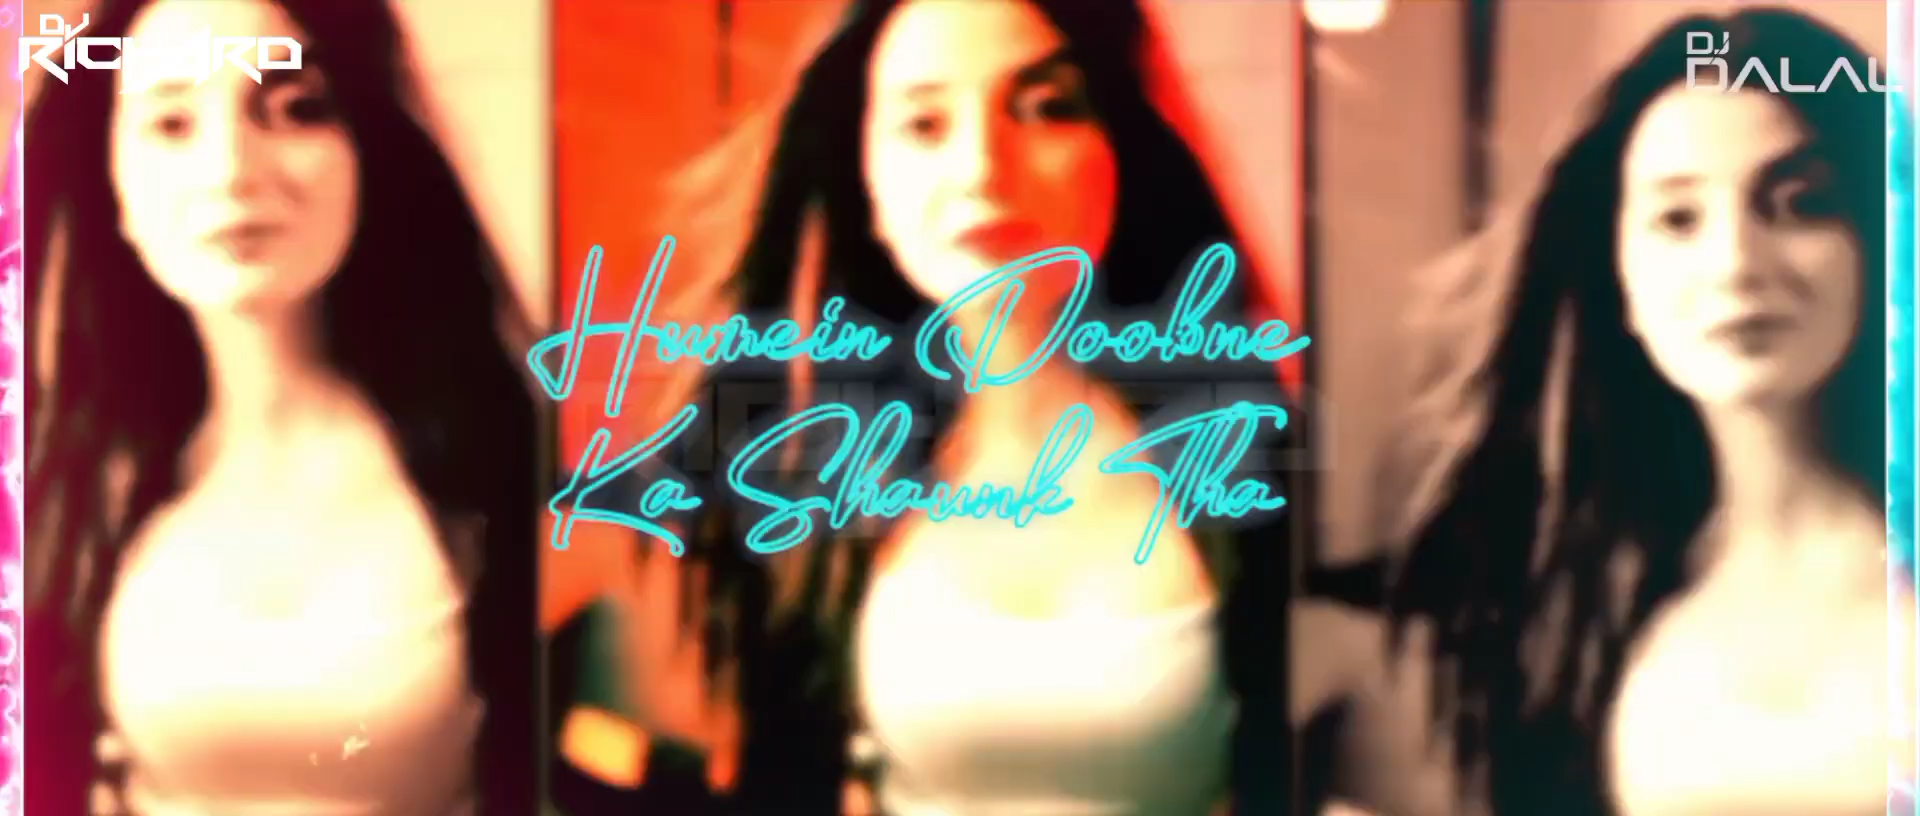 DJ
RICHARD
DJ
DALAL
Humein Doobne
Ka Shaunk Tha